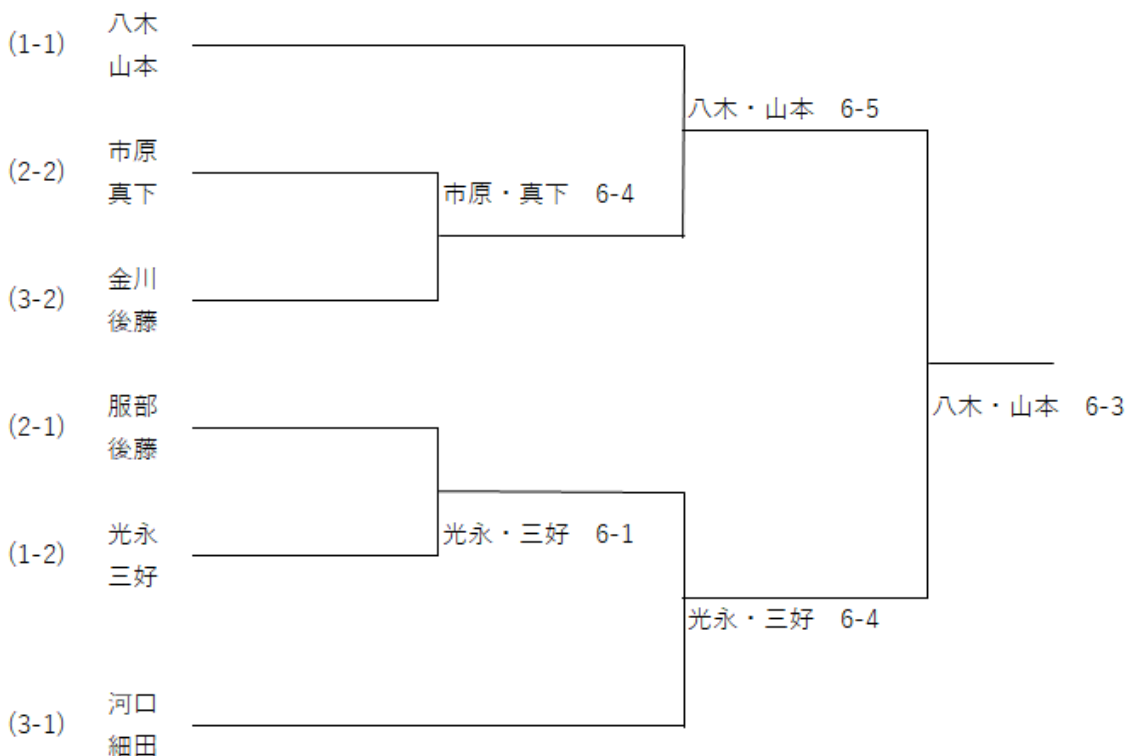 (1-1)
八木
山本
八木・山本　6-5
(2-2)
市原
真下
市原・真下　6-4
(3-2)
金川
後藤
(2-1)
服部
後藤
八木・山本　6-3
(1-2)
光永
三好
光永・三好　6-1
光永・三好　6-4
(3-1)
河口
細田